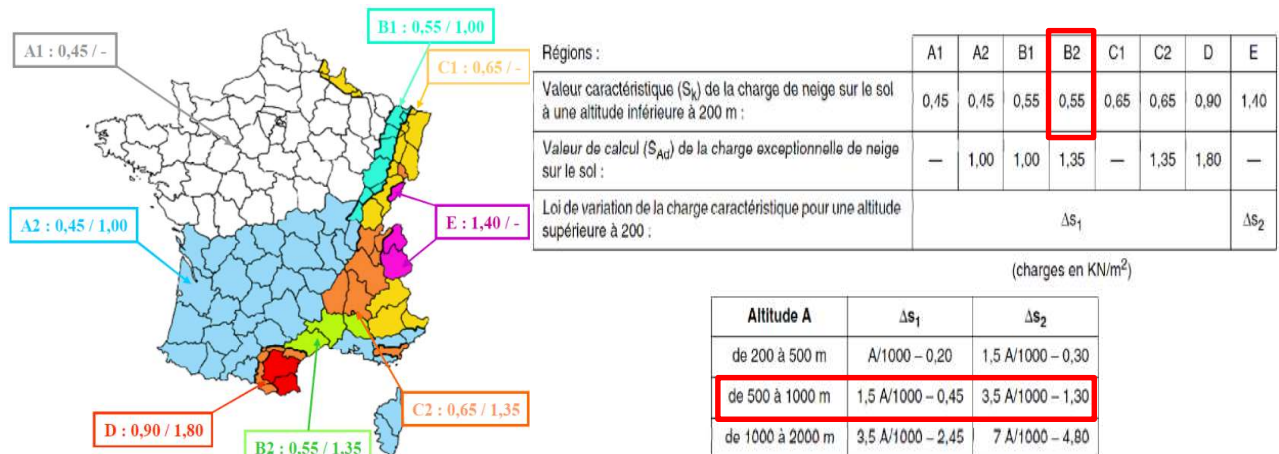 B1 : 0,55 / 1,00
A1 : 0,45 / -
C1 : 0,65 / -
A2 : 0,45 / 1,00
E : 1,40 / -
C2 : 0,65 / 1,35
D : 0,90 / 1,80
B2 : 0,55 / 1,35
Régions : A1 A2 B1 B2 C1 C2 D E
Valeur caractéristique (Sk) de la charge de neige sur le sol
à une altitude inférieure à 200 m : 0,45 0,45 0,55 0,55 0,65 0,65 0,90 1,40
Valeur de calcul (SAd) de la charge exceptionnelle de neige
sur le sol : — 1,00 1,00 1,35 — 1,35 1,80 —
Loi de variation de la charge caractéristique pour une altitude
supérieure à 200 : Δs1 Δs2
(charges en KN/m²)
Altitude A Δs1 Δs2
de 200 à 500 m A/1000 – 0,20 1,5 A/1000 – 0,30
de 500 à 1000 m 1,5 A/1000 – 0,45 3,5 A/1000 – 1,30
de 1000 à 2000 m 3,5 A/1000 – 2,45 7 A/1000 – 4,80